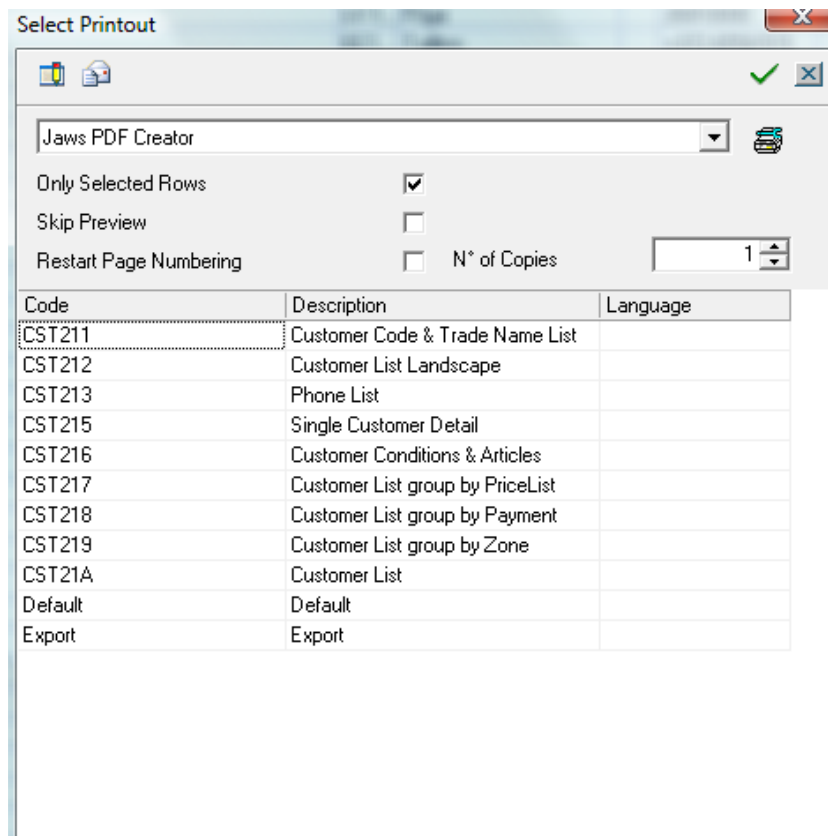 Select Printout
Jaws PDF Creator
Only Selected Rows
Skip Preview
Restart Page Numbering N° of Copies 1
Code Description Language
CST211 Customer Code & Trade Name List
CST212 Customer List Landscape
CST213 Phone List
CST215 Single Customer Detail
CST216 Customer Conditions & Articles
CST217 Customer List group by PriceList
CST218 Customer List group by Payment
CST219 Customer List group by Zone
CST21A Customer List
Default Default
Export Export